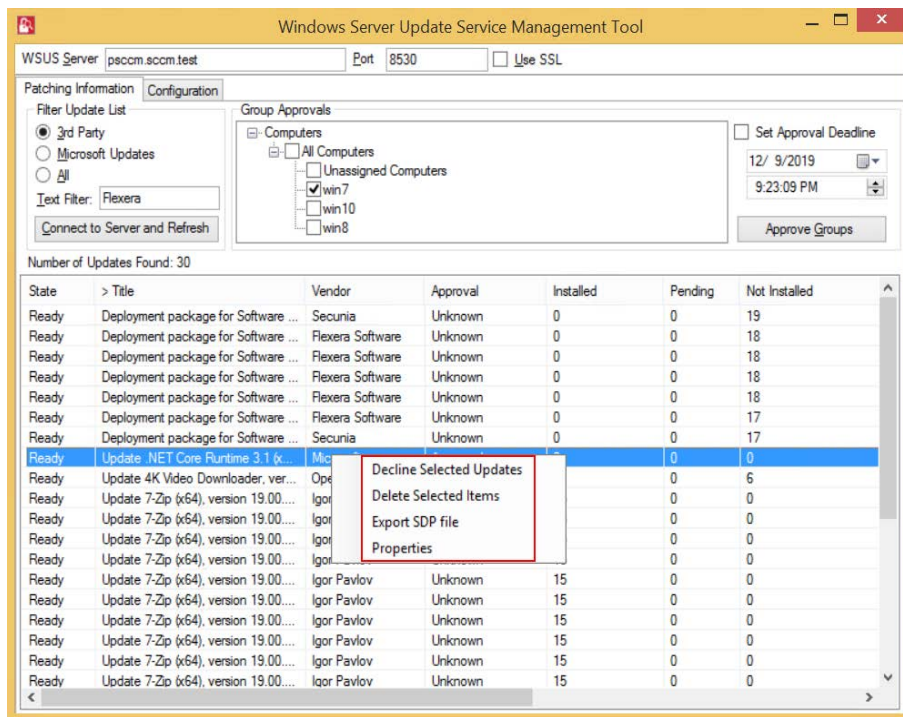 Windows Server Update Service Management Tool
WSUS Server psccm.sccm.test Port 8530 Use SSL
Patching Information Configuration
Filter Update List
3rd Party
Microsoft Updates
All
Text Filter: Flexera
Connect to Server and Refresh
Group Approvals
Computers
All Computers
Unassigned Computers
win7
win10
win8
Set Approval Deadline
12/ 9/2019
9:23:09 PM
Approve Groups
Number of Updates Found: 30
State > Title Vendor Approval Installed Pending Not Installed
Ready Deployment package for Software ... Secunia Unknown 0 0 19
Ready Deployment package for Software ... Flexera Software Unknown 0 0 18
Ready Deployment package for Software ... Flexera Software Unknown 0 0 18
Ready Deployment package for Software ... Flexera Software Unknown 0 0 18
Ready Deployment package for Software ... Flexera Software Unknown 0 0 18
Ready Deployment package for Software ... Flexera Software Unknown 0 0 17
Ready Deployment package for Software ... Secunia Unknown 0 0 17
Ready Update .NET Core Runtime 3.1 (x... 0 0
Ready Update 4K Video Downloader, ver... 0 6
Ready Update 7-Zip (x64), version 19.00.... 0 0
Ready Update 7-Zip (x64), version 19.00.... 0 0
Ready Update 7-Zip (x64), version 19.00.... 0 0
Ready Update 7-Zip (x64), version 19.00.... 0 0
Decline Selected Updates
Delete Selected Items
Export SDP file
Properties
Ready Update 7-Zip (x64), version 19.00.... Igor Pavlov Unknown 15 0 0
Ready Update 7-Zip (x64), version 19.00.... Igor Pavlov Unknown 15 0 0
Ready Update 7-Zip (x64), version 19.00.... Igor Pavlov Unknown 15 0 0
Ready Update 7-Zip (x64), version 19.00.... Igor Pavlov Unknown 15 0 0
Ready Update 7-Zip (x64), version 19.00.... Igor Pavlov Unknown 15 0 0
Ready Update 7-Zip (x64), version 19.00.... Igor Pavlov Unknown 15 0 0